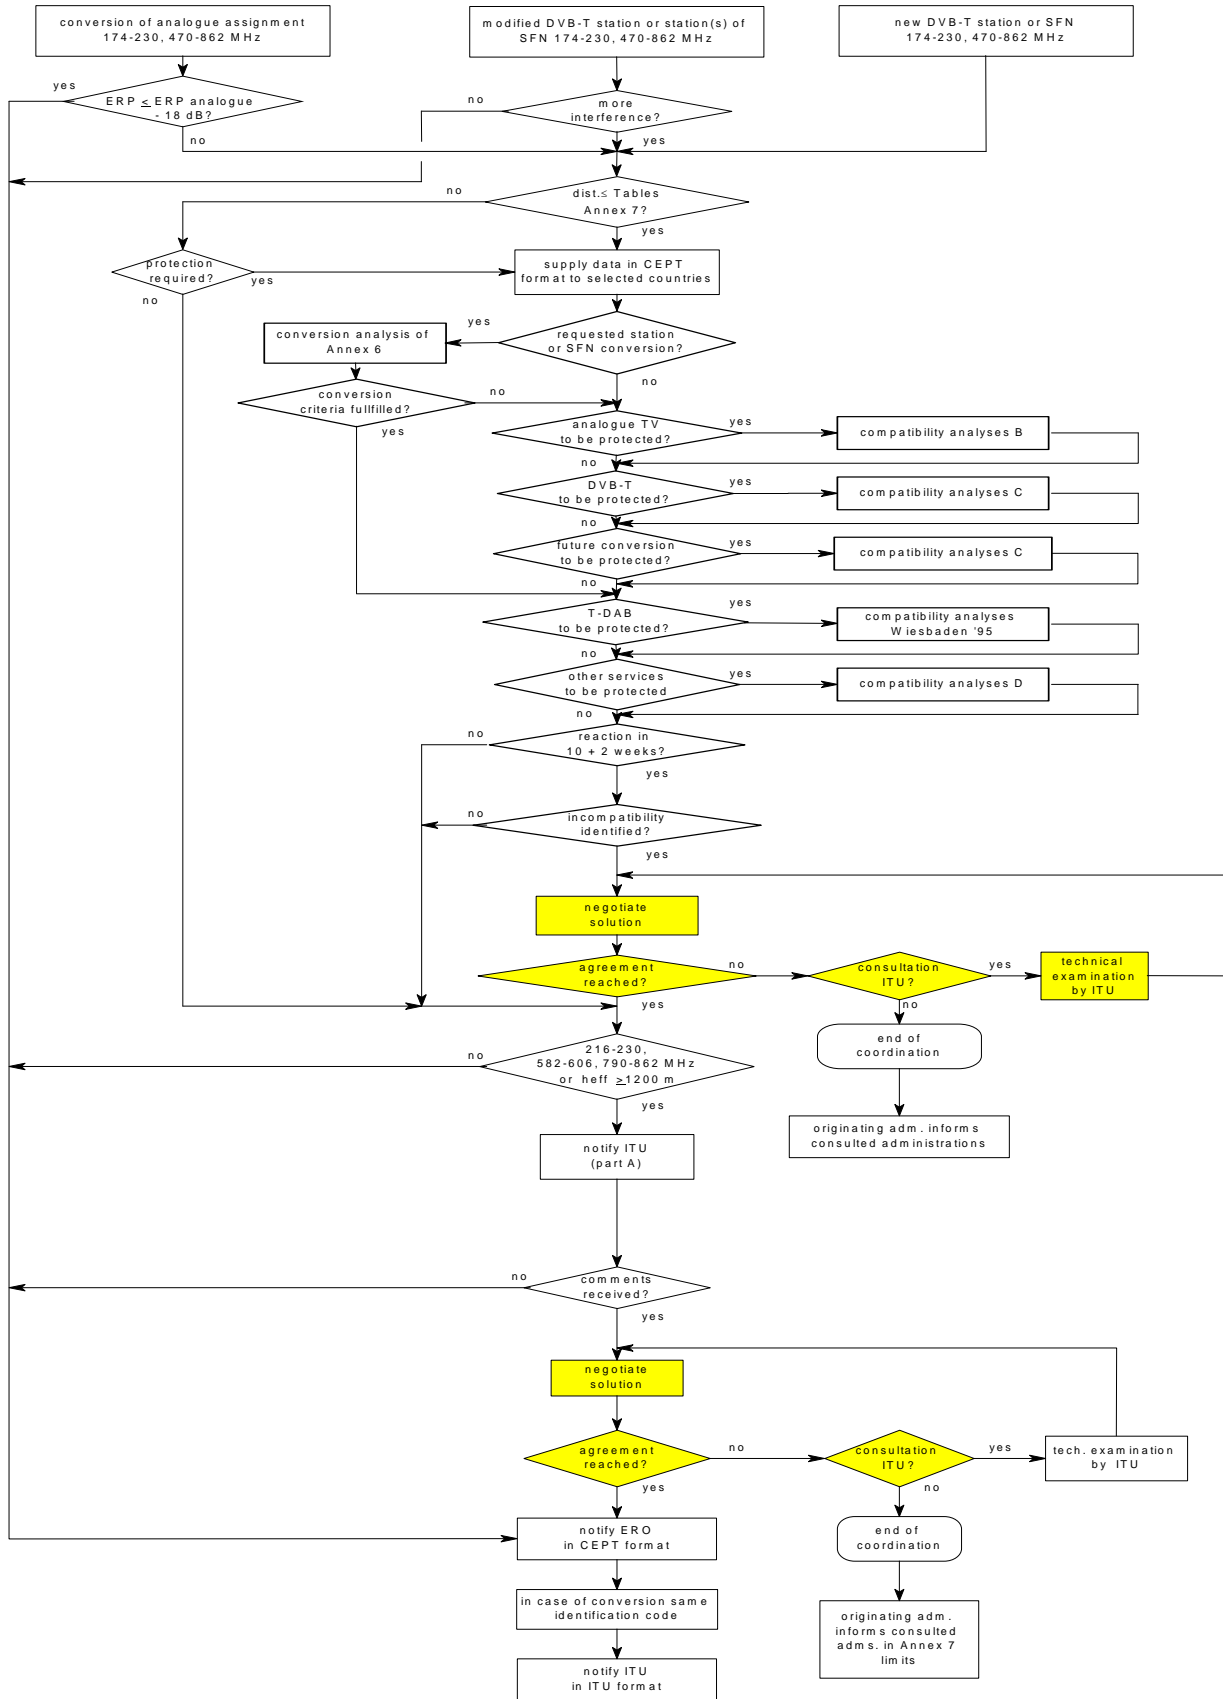 conversion of analogue assignment
174-230, 470-862 MHz
modified DVB-T station or station(s) of
SFN 174-230, 470-862 MHz
new DVB-T station or SFN
174-230, 470-862 MHz
yes
ERP ≤ ERP analogue
- 18 dB?
no
no
more
interference?
yes
no
dist.≤ Tables
Annex 7?
yes
protection
required?
yes
no
supply data in CEPT
format to selected countries
conversion analysis of
Annex 6
yes
requested station
or SFN conversion?
no
conversion
criteria fullfilled?
no
yes
analogue TV
to be protected?
yes
compatibility analyses B
no
DVB-T
to be protected?
yes
compatibility analyses C
no
future conversion
to be protected?
yes
compatibility analyses C
no
T-DAB
to be protected?
yes
compatibility analyses
Wiesbaden '95
no
other services
to be protected
yes
compatibility analyses D
no
no
reaction in
10 + 2 weeks?
yes
no
incompatibility
identified?
yes
negotiate
solution
agreement
reached?
no
yes
consultation
ITU?
yes
no
technical
examination
by ITU
end of
coordination
originating adm. informs
consulted administrations
no
216-230,
582-606, 790-862 MHz
or heff ≥1200 m
yes
notify ITU
(part A)
no
comments
received?
yes
negotiate
solution
agreement
reached?
no
yes
consultation
ITU?
yes
no
tech. examination
by ITU
notify ERO
in CEPT format
end of
coordination
in case of conversion same
identification code
originating adm.
informs consulted
adms. in Annex 7
limits
notify ITU
in ITU format